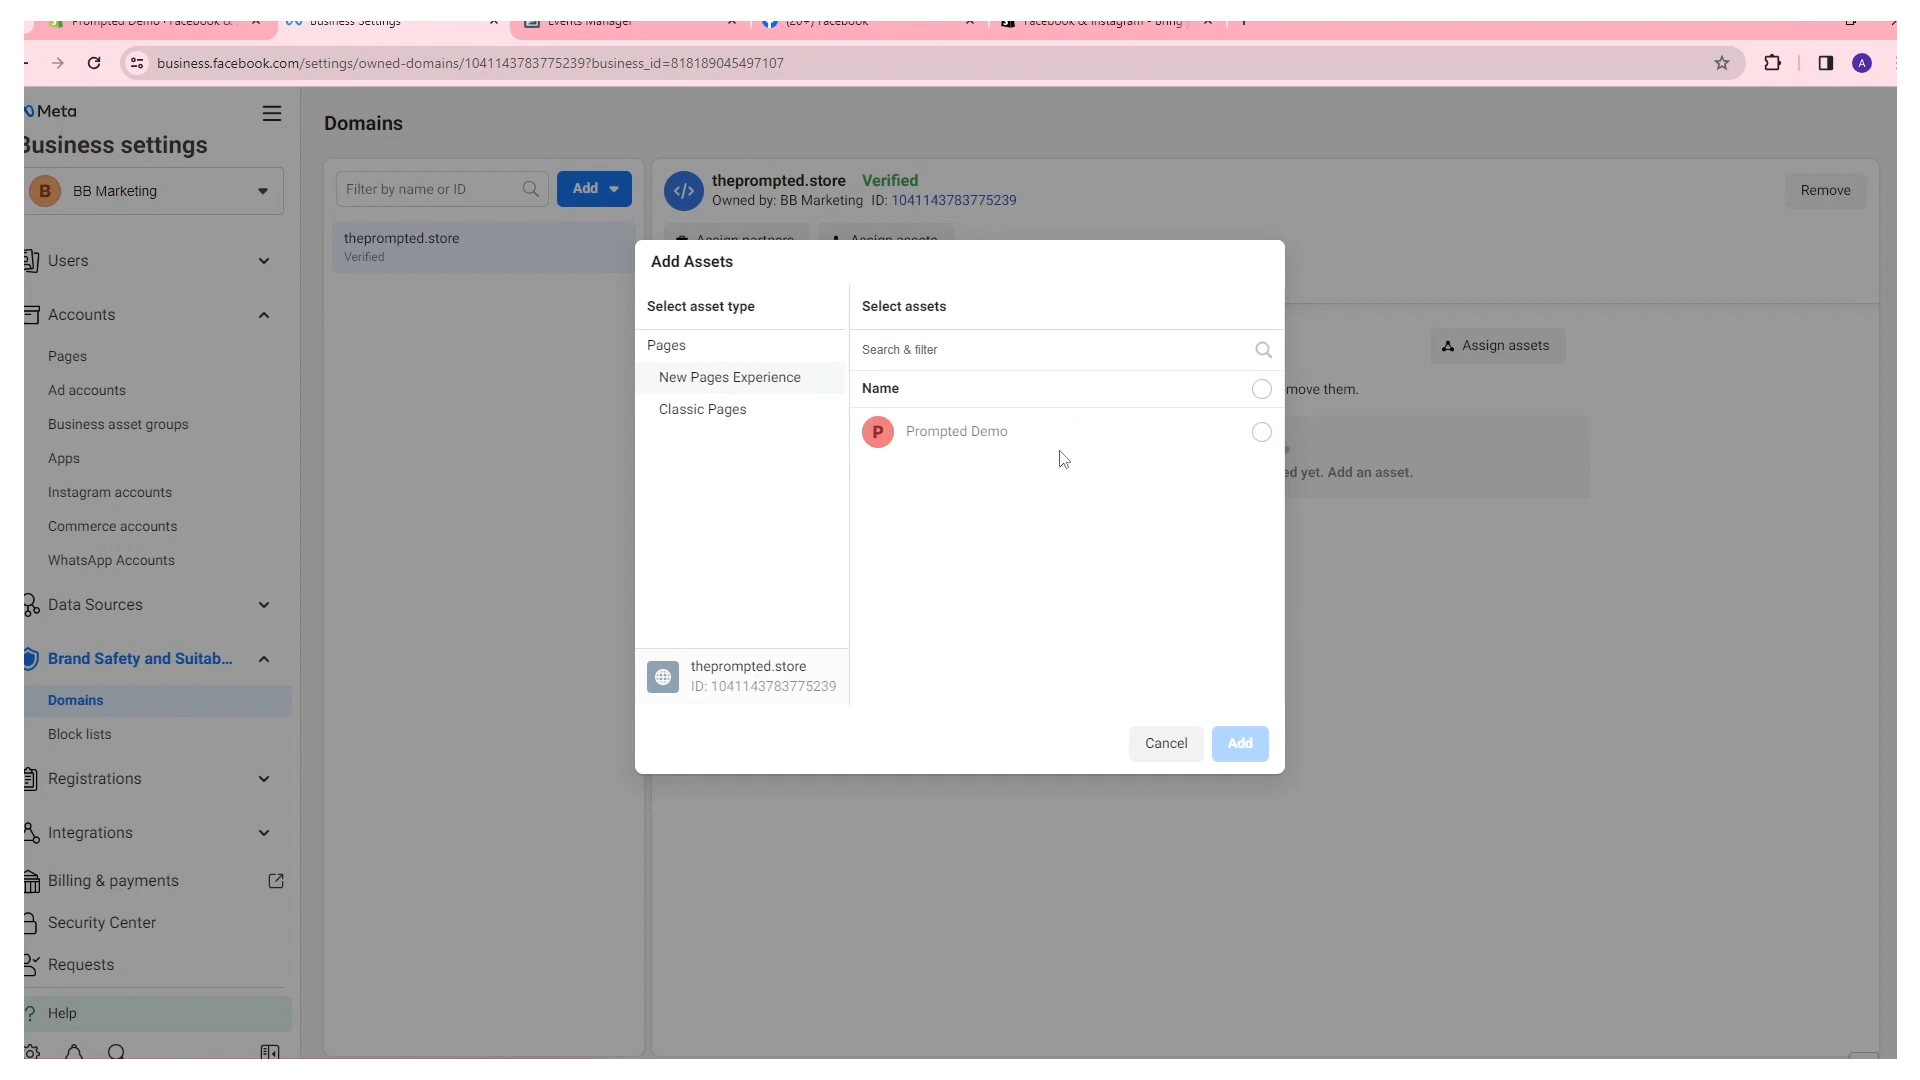 Prompted Demo · Facebook &
Business Settings
Events Manager
(20+) Facebook
Facebook & Instagram - Bring
business.facebook.com/settings/owned-domains/1041143783775239?business_id=818189045497107
A
Meta
Business settings
B BB Marketing
Users
Accounts
Pages
Ad accounts
Business asset groups
Apps
Instagram accounts
Commerce accounts
WhatsApp Accounts
Data Sources
Brand Safety and Suitab...
Domains
Block lists
Registrations
Integrations
Billing & payments
Security Center
Requests
? Help
Domains
Filter by name or ID
Add
theprompted.store
Verified
theprompted.store Verified
Owned by: BB Marketing ID: 1041143783775239
Remove
Assign partners Assign assets
Assign assets
move them.
ed yet. Add an asset.
Add Assets
Select asset type
Pages
New Pages Experience
Classic Pages
theprompted.store
ID: 1041143783775239
Select assets
Search & filter
Name
P Prompted Demo
Cancel Add